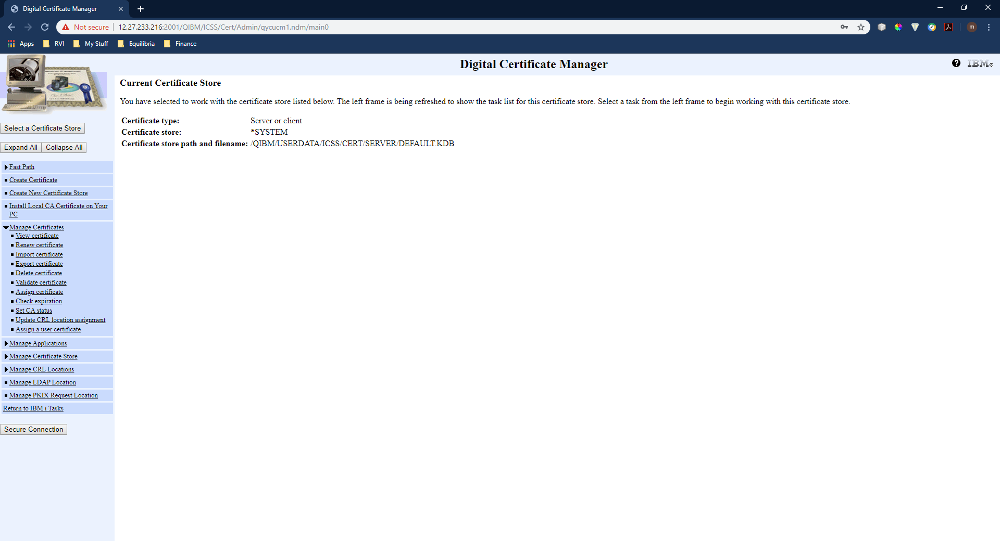 Digital Certificate Manager
Not secure
12.27.233.216:2001/QIBM/ICSS/Cert/Admin/qycucm1.ndm/main0
m
Apps
RVI
My Stuff
Equilibria
Finance
Digital Certificate Manager
IBM®
Select a Certificate Store
Expand All
Collapse All
Fast Path
Create Certificate
Create New Certificate Store
Install Local CA Certificate on Your
PC
Manage Certificates
View certificate
Renew certificate
Import certificate
Export certificate
Delete certificate
Validate certificate
Assign certificate
Check expiration
Set CA status
Update CRL location assignment
Assign a user certificate
Manage Applications
Manage Certificate Store
Manage CRL Locations
Manage LDAP Location
Manage PKIX Request Location
Return to IBM i Tasks
Secure Connection
Current Certificate Store
You have selected to work with the certificate store listed below. The left frame is being refreshed to show the task list for this certificate store. Select a task from the left frame to begin working with this certificate store.
Certificate type: Server or client
Certificate store: *SYSTEM
Certificate store path and filename: /QIBM/USERDATA/ICSS/CERT/SERVER/DEFAULT.KDB